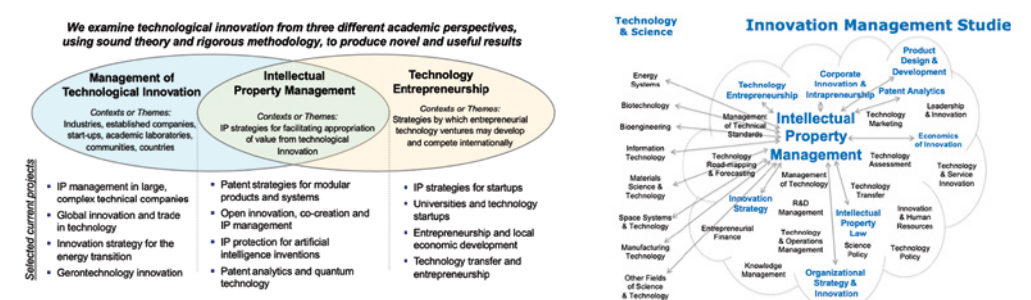 We examine technological innovation from three different academic perspectives,
using sound theory and rigorous methodology, to produce novel and useful results
Management of
Technological Innovation
Contexts or Themes:
Industries, established companies,
start-ups, academic laboratories,
communities, countries
Intellectual
Property Management
Contexts or Themes:
IP strategies for facilitating appropriation
of value from technological
Innovation
Technology
Entrepreneurship
Contexts or Themes:
Strategies by which entrepreneurial
technology ventures may develop
and compete internationally
Selected current projects
IP management in large,
complex technical companies
Global innovation and trade
in technology
Innovation strategy for the
energy transition
Gerontechnology innovation
Patent strategies for modular
products and systems
Open innovation, co-creation and
IP management
IP protection for artificial
intelligence inventions
Patent analytics and quantum
technology
IP strategies for startups
Universities and technology
startups
Entrepreneurship and local
economic development
Technology transfer and
entrepreneurship
Technology
& Science
Innovation Management Studie
Energy
Systems
Biotechnology
Bioengineering
Information
Technology
Materials
Science &
Technology
Space Systems
& Technology
Manufacturing
Technology
Other Fields
of Science
& Technology
Product
Design &
Development
Corporate
Innovation &
Intrapreneurship
Technology
Entrepreneurship
Patent Analytics
Leadership
& Innovation
Management
of Technical
Standards
Intellectual
Property
Management
Technology
Marketing
Economics
of Innovation
Technology
Road-mapping
& Forecasting
Technology
Assessment
Technology
& Service
Innovation
Management
of Technology
Technology
Transfer
Innovation
Strategy
R&D
Management
Intellectual
Property
Law
Innovation
& Human
Resources
Entrepreneurial
Finance
Technology
& Operations
Management
Science
Policy
Technology
Policy
Knowledge
Management
Organizational
Strategy &
Innovation